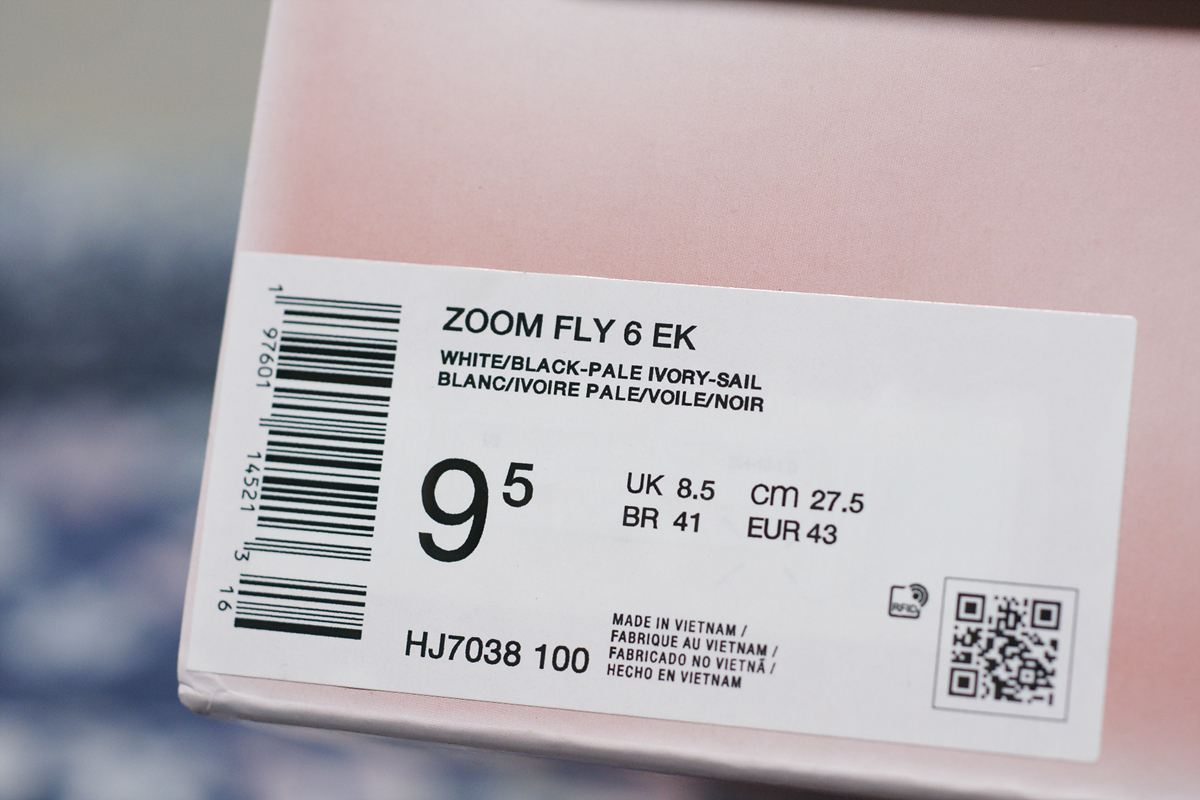 ZOOM FLY 6 EK
WHITE/BLACK-PALE IVORY-SAIL
BLANC/IVOIRE PALE/VOILE/NOIR
9 5
UK 8.5 cm 27.5
BR 41 EUR 43
HJ7038 100
MADE IN VIETNAM /
FABRIQUE AU VIETNAM /
FABRICADO NO VIETNÃ /
HECHO EN VIETNAM
RFID
1 97601 14521 3 16